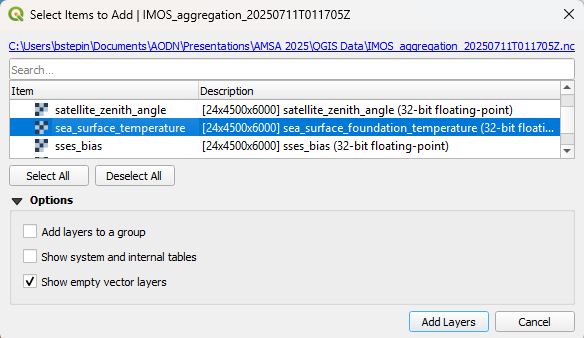 Select Items to Add | IMOS_aggregation_20250711T011705Z
C:\Users\bstepin\Documents\AODN\Presentations\AMSA 2025\QGIS Data\IMOS_aggregation_20250711T011705Z.nc
Search...
Item Description
satellite_zenith_angle [24x4500x6000] satellite_zenith_angle (32-bit floating-point)
sea_surface_temperature [24x4500x6000] sea_surface_foundation_temperature (32-bit floati...
sses_bias [24x4500x6000] sses_bias (32-bit floating-point)
Select All Deselect All
Options
Add layers to a group
Show system and internal tables
Show empty vector layers
Add Layers Cancel